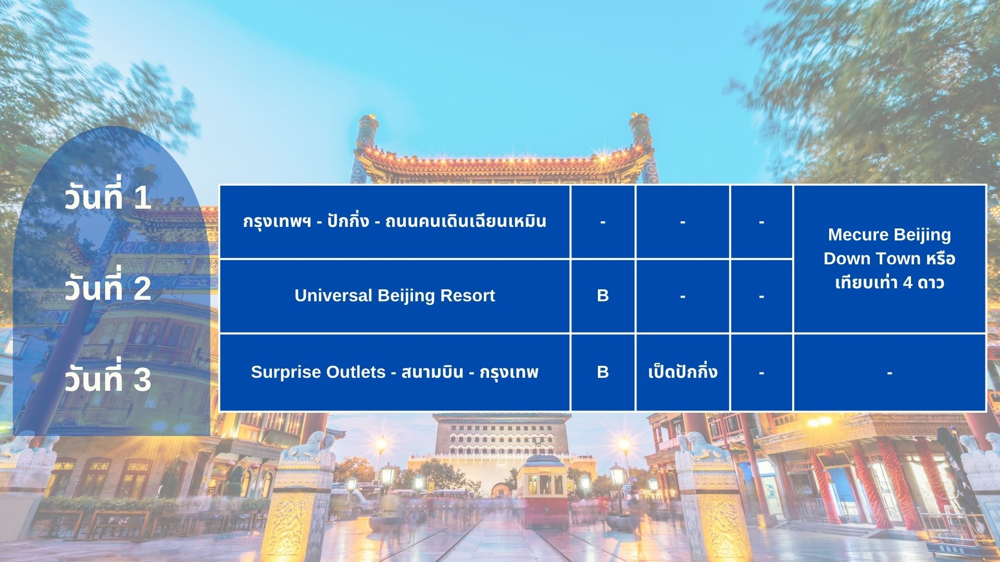 วันที่ 1
กรุงเทพฯ - ปักกิ่ง - ถนนคนเดินเฉียนเหมิน
-
-
-
Mecure Beijing
Down Town หรือ
เทียบเท่า 4 ดาว
วันที่ 2
Universal Beijing Resort
B
-
-
วันที่ 3
Surprise Outlets - สนามบิน - กรุงเทพ
B
เป็ดปักกิ่ง
-
-